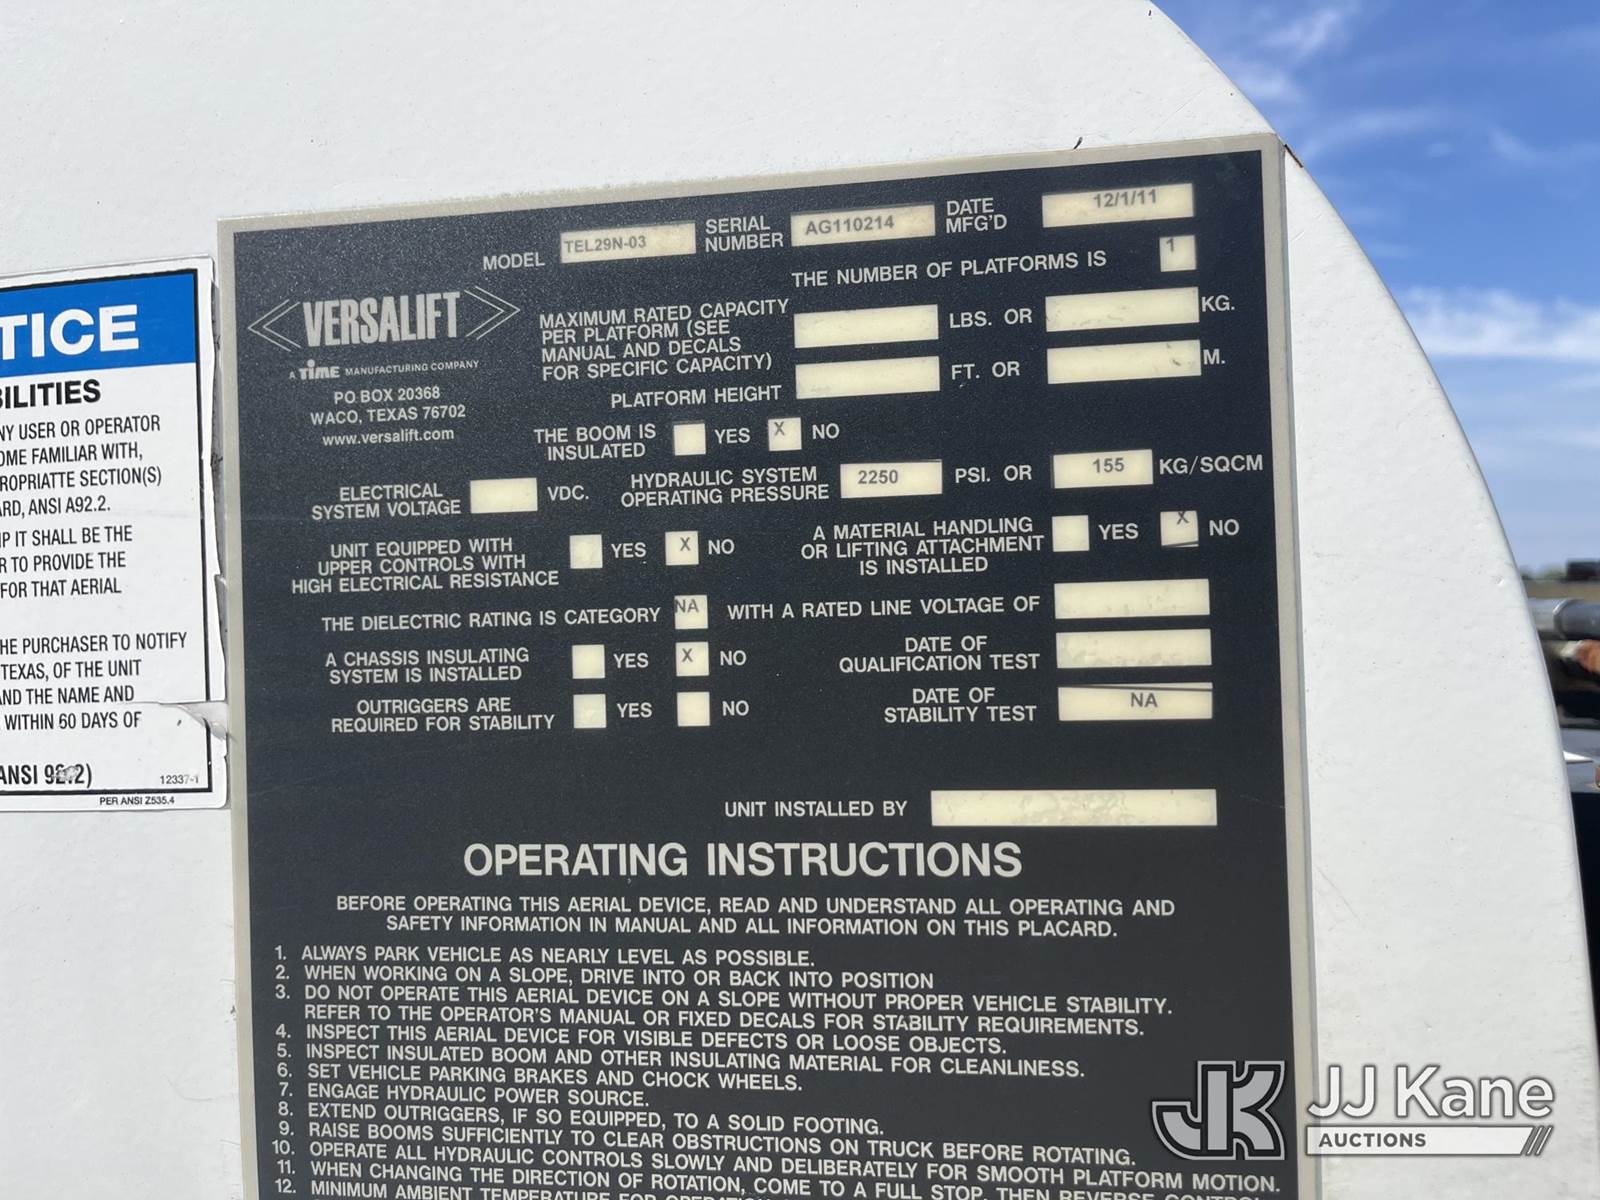 MODEL TEL29N-03 SERIAL NUMBER AG110214 DATE MFG'D 12/1/11
THE NUMBER OF PLATFORMS IS 1
VERSALIFT
A TIME MANUFACTURING COMPANY
PO BOX 20368
WACO, TEXAS 76702
www.versalift.com
MAXIMUM RATED CAPACITY
PER PLATFORM (SEE
MANUAL AND DECALS
FOR SPECIFIC CAPACITY)
LBS. OR KG.
PLATFORM HEIGHT FT. OR M.
THE BOOM IS
INSULATED
YES X NO
ELECTRICAL
SYSTEM VOLTAGE
VDC.
HYDRAULIC SYSTEM
OPERATING PRESSURE
2250 PSI. OR 155 KG/SQCM
UNIT EQUIPPED WITH
UPPER CONTROLS WITH
HIGH ELECTRICAL RESISTANCE
YES X NO
A MATERIAL HANDLING
OR LIFTING ATTACHMENT
IS INSTALLED
YES X NO
THE DIELECTRIC RATING IS CATEGORY NA WITH A RATED LINE VOLTAGE OF
A CHASSIS INSULATING
SYSTEM IS INSTALLED
YES X NO
DATE OF
QUALIFICATION TEST
OUTRIGGERS ARE
REQUIRED FOR STABILITY
YES NO
DATE OF
STABILITY TEST
NA
UNIT INSTALLED BY
OPERATING INSTRUCTIONS
BEFORE OPERATING THIS AERIAL DEVICE, READ AND UNDERSTAND ALL OPERATING AND
SAFETY INFORMATION IN MANUAL AND ALL INFORMATION ON THIS PLACARD.
1. ALWAYS PARK VEHICLE AS NEARLY LEVEL AS POSSIBLE.
2. WHEN WORKING ON A SLOPE, DRIVE INTO OR BACK INTO POSITION
3. DO NOT OPERATE THIS AERIAL DEVICE ON A SLOPE WITHOUT PROPER VEHICLE STABILITY.
REFER TO THE OPERATOR'S MANUAL OR FIXED DECALS FOR STABILITY REQUIREMENTS.
4. INSPECT THIS AERIAL DEVICE FOR VISIBLE DEFECTS OR LOOSE OBJECTS.
5. INSPECT INSULATED BOOM AND OTHER INSULATING MATERIAL FOR CLEANLINESS.
6. SET VEHICLE PARKING BRAKES AND CHOCK WHEELS.
7. ENGAGE HYDRAULIC POWER SOURCE.
8. EXTEND OUTRIGGERS, IF SO EQUIPPED, TO A SOLID FOOTING.
9. RAISE BOOMS SUFFICIENTLY TO CLEAR OBSTRUCTIONS ON TRUCK BEFORE ROTATING.
10. OPERATE ALL HYDRAULIC CONTROLS SLOWLY AND DELIBERATELY FOR SMOOTH PLATFORM MOTION.
11. WHEN CHANGING THE DIRECTION OF ROTATION, COME TO A FULL STOP, THEN REVERSE
12. MINIMUM AMBIENT TEMPERATURE FOR
TICE
BILITIES
NY USER OR OPERATOR
OME FAMILIAR WITH,
ROPRIATTE SECTION(S)
ARD, ANSI A92.2.
IP IT SHALL BE THE
R TO PROVIDE THE
FOR THAT AERIAL
HE PURCHASER TO NOTIFY
TEXAS, OF THE UNIT
AND THE NAME AND
WITHIN 60 DAYS OF
ANSI 92.2)
12337-1
PER ANSI Z535.4
JK JJ Kane
AUCTIONS